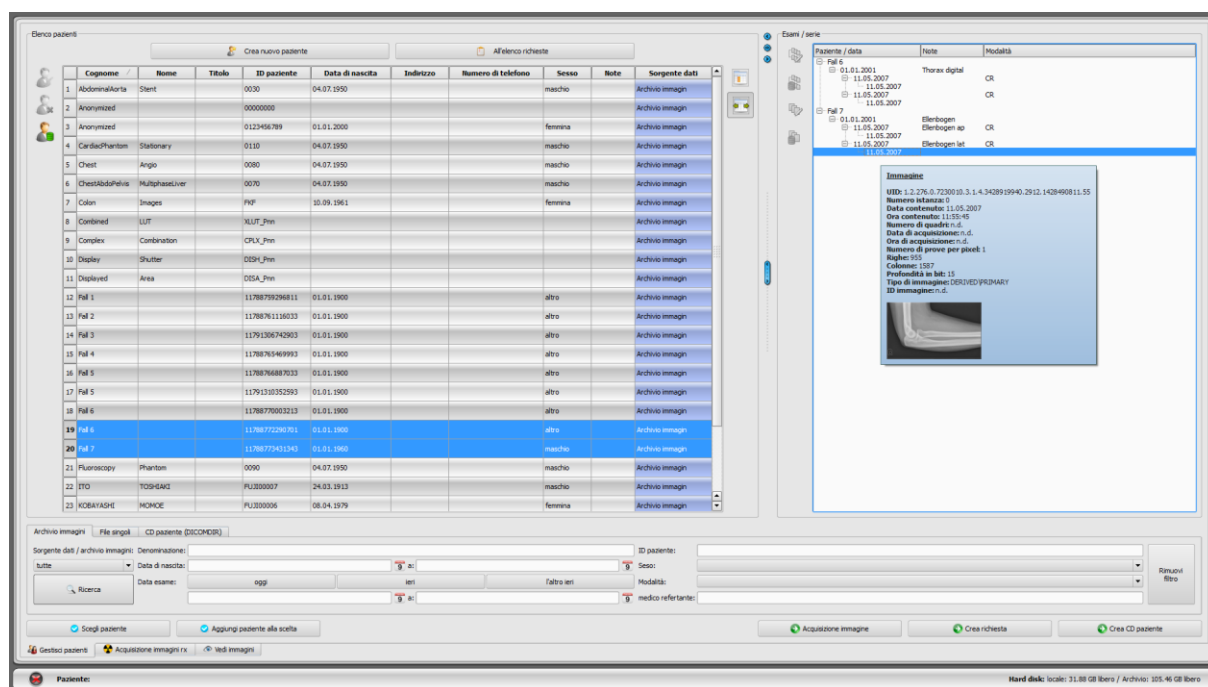 Elenco pazienti
Crea nuovo paziente All'elenco richieste
Cognome Nome Titolo ID paziente Data di nascita Indirizzo Numero di telefono Sesso Note Sorgente dati
1 AbdominalAorta Stent 0030 04.07.1950 maschio Archivio immagin
2 Anonymized 00000000 Archivio immagin
3 Anonymized 0123456789 01.01.2000 femmina Archivio immagin
4 CardiacPhantom Stationary 0110 04.07.1950 maschio Archivio immagin
5 Chest Angio 0080 04.07.1950 maschio Archivio immagin
6 ChestAbdoPelvis MultiphaseLiver 0070 04.07.1950 maschio Archivio immagin
7 Colon Images FKF 10.09.1961 femmina Archivio immagin
8 Combined LUT XLUT_Pnn Archivio immagin
9 Complex Combination CPLX_Pnn Archivio immagin
10 Display Shutter DISH_Pnn Archivio immagin
11 Displayed Area DISA_Pnn Archivio immagin
12 Fall 1 11788759296811 01.01.1900 altro Archivio immagin
13 Fall 2 11788761116033 01.01.1900 altro Archivio immagin
14 Fall 3 11791306742903 01.01.1900 altro Archivio immagin
15 Fall 4 11788765469993 01.01.1900 altro Archivio immagin
16 Fall 5 11788766887033 01.01.1900 altro Archivio immagin
17 Fall 5 11791310352593 01.01.1900 altro Archivio immagin
18 Fall 6 11788770003213 01.01.1900 altro Archivio immagin
19 Fall 6 11788772290701 01.01.1900 altro Archivio immagin
20 Fall 7 11788773431343 01.01.1960 maschio Archivio immagin
21 Fluoroscopy Phantom 0090 04.07.1950 maschio Archivio immagin
22 ITO TOSHIAKI FUJI00007 24.03.1913 maschio Archivio immagin
23 KOBAYASHI MOMOE FUJI00006 08.04.1979 femmina Archivio immagin
Esami / serie
Paziente / data Note Modalità
Fall 6
01.01.2001 Thorax digital
11.05.2007 CR
11.05.2007
11.05.2007 CR
11.05.2007
Fall 7
01.01.2001 Ellenbogen
11.05.2007 Ellenbogen ap CR
11.05.2007
11.05.2007 Ellenbogen lat CR
11.05.2007
Immagine
UID: 1.2.276.0.7230010.3.1.4.3428919940.2912.1428490811.55
Numero istanza: 0
Data contenuto: 11.05.2007
Ora contenuto: 11:55:45
Numero di quadri: n.d.
Data di acquisizione: n.d.
Ora di acquisizione: n.d.
Numero di prove per pixel: 1
Righe: 955
Colonne: 1587
Profondità in bit: 15
Tipo di immagine: DERIVED\PRIMARY
ID immagine: n.d.
Archivio immagini File singoli CD paziente (DICOMDIR)
Sorgente dati / archivio immagini: Denominazione: ID paziente:
tutte Data di nascita: 9 a: 9 Sesso:
Ricerca Data esame: oggi ieri l'altro ieri Modalità:
9 a: 9 medico refertante:
Rimuovi
filtro
Scegli paziente Aggiungi paziente alla scelta Acquisizione immagine Crea richiesta Crea CD paziente
Gestisci pazienti Acquisizione immagini rx Vedi immagini
Paziente: Hard disk: locale: 31.88 GB libero / Archivio: 105.46 GB libero